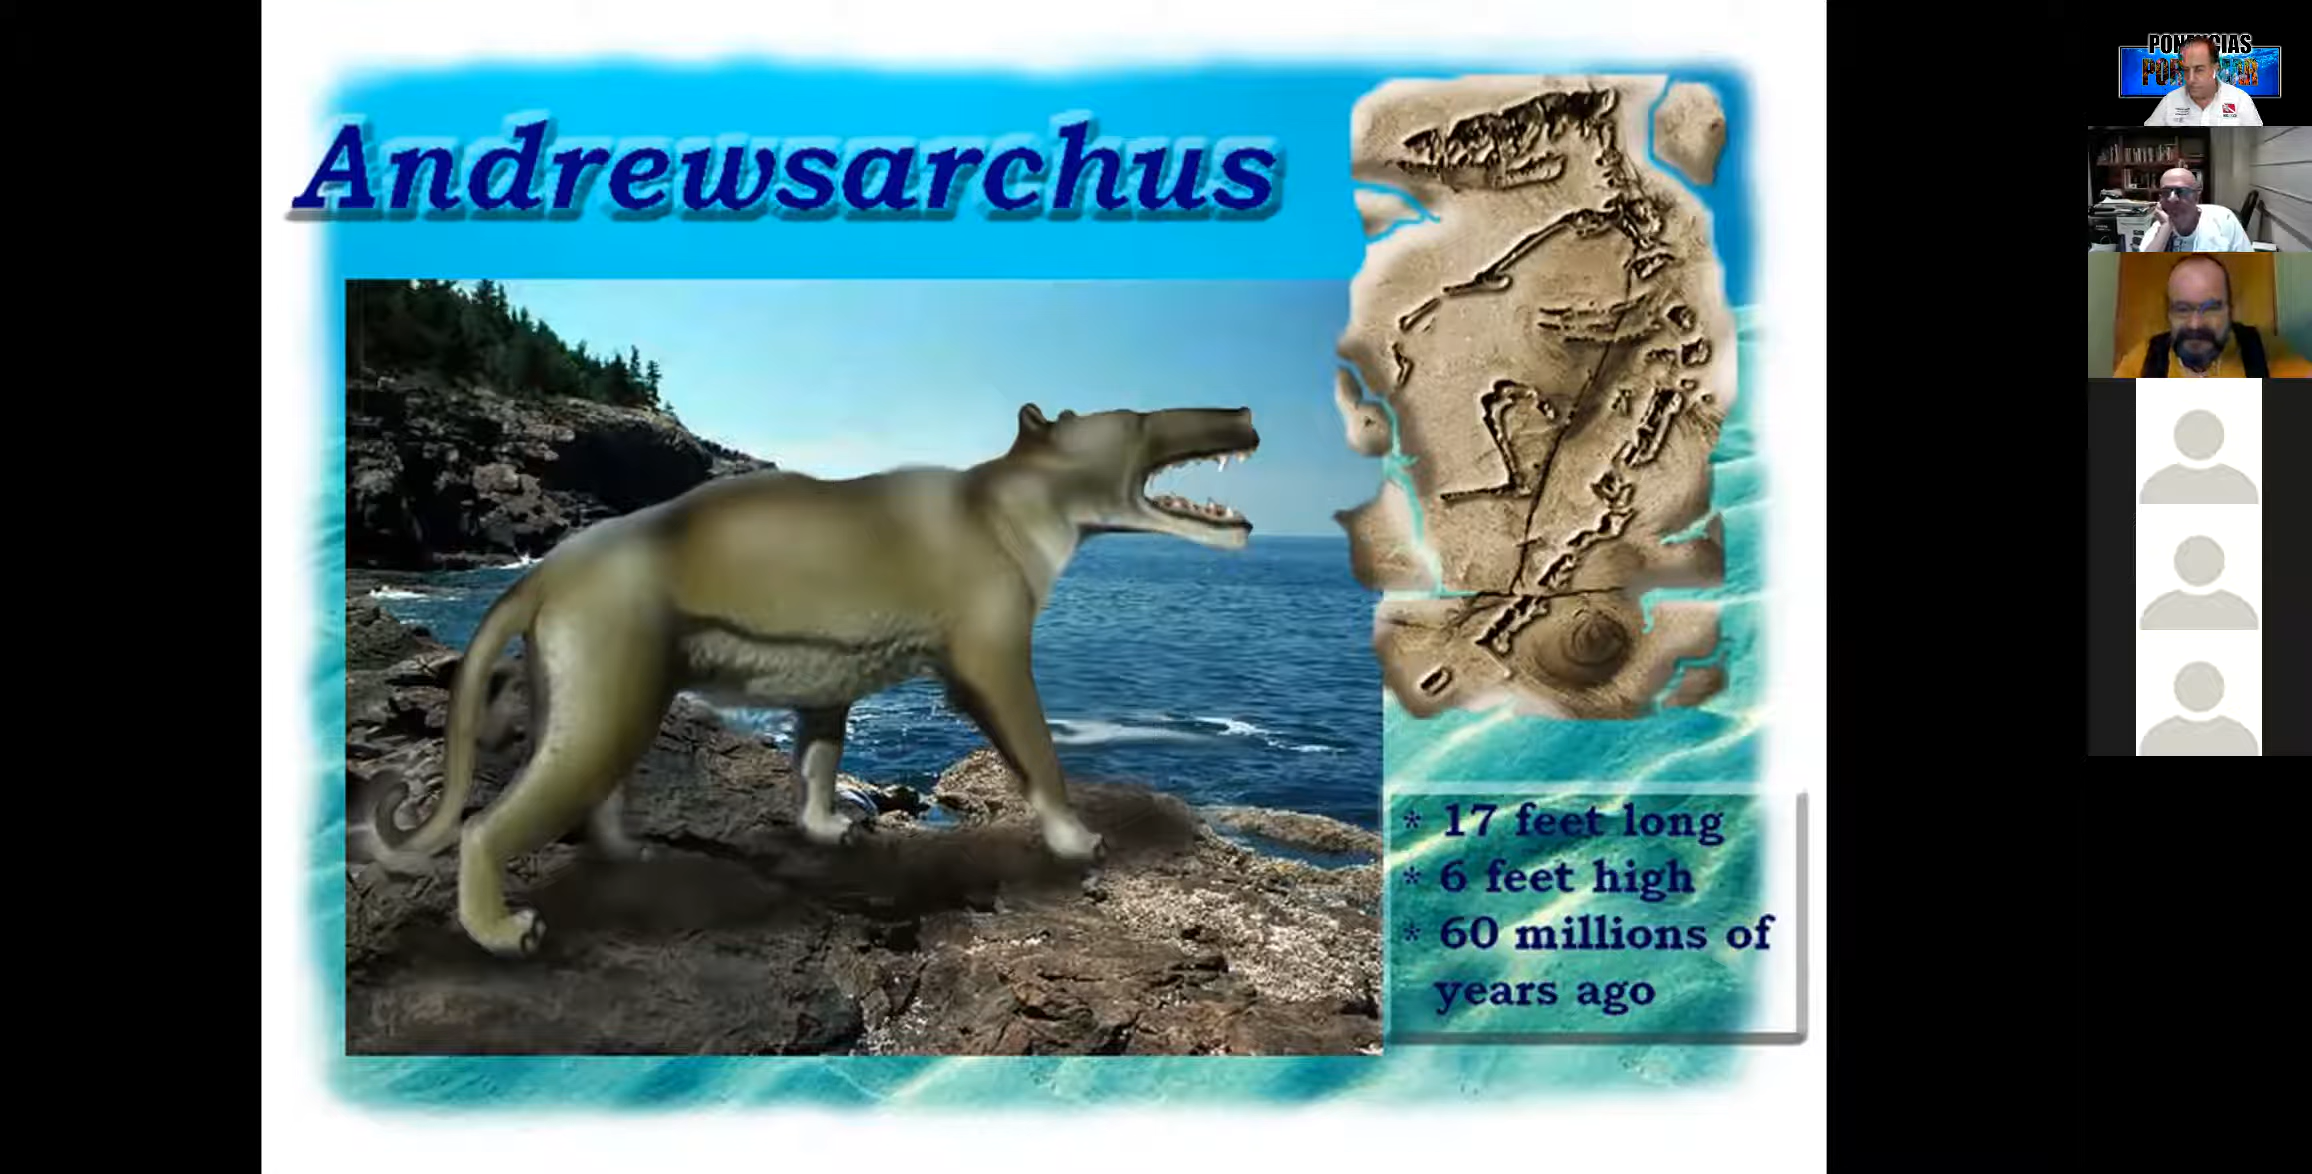 Andrewsarchus
* 17 feet long
* 6 feet high
* 60 millions of
years ago